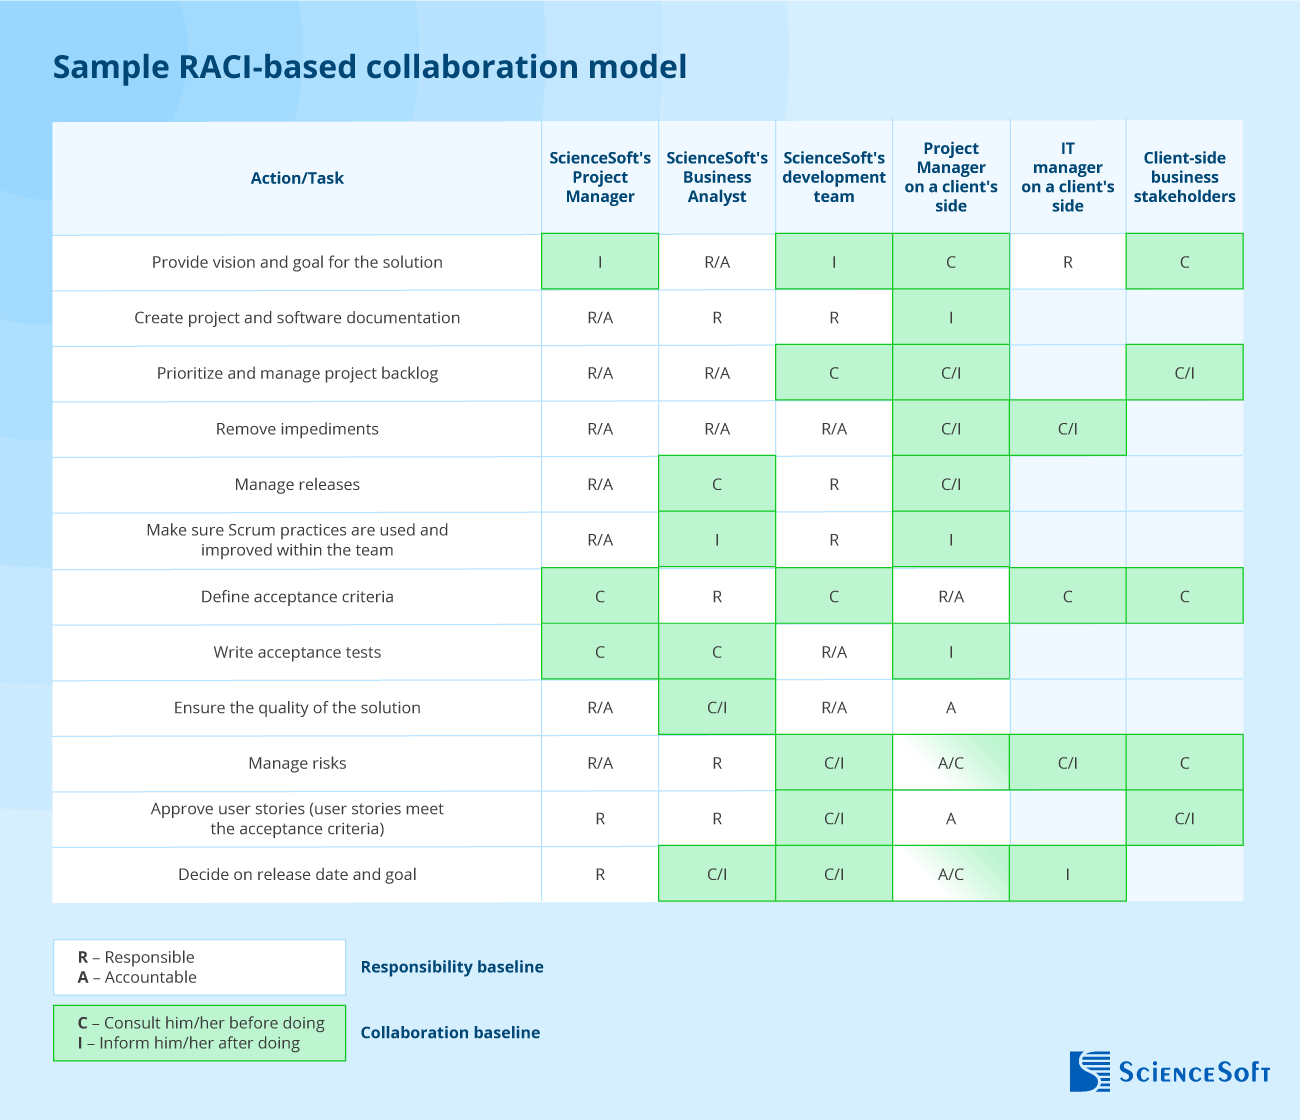 Sample RACI-based collaboration model
Action/Task
ScienceSoft's
Project
Manager
ScienceSoft's
Business
Analyst
ScienceSoft's
development
team
Project
Manager
on a client's
side
IT
manager
on a client's
side
Client-side
business
stakeholders
Provide vision and goal for the solution I R/A I C R C
Create project and software documentation R/A R R I
Prioritize and manage project backlog R/A R/A C C/I C/I
Remove impediments R/A R/A R/A C/I C/I
Manage releases R/A C R C/I
Make sure Scrum practices are used and
improved within the team R/A I R I
Define acceptance criteria C R C R/A C C
Write acceptance tests C C R/A I
Ensure the quality of the solution R/A C/I R/A A
Manage risks R/A R C/I A/C C/I C
Approve user stories (user stories meet
the acceptance criteria) R R C/I A C/I
Decide on release date and goal R C/I C/I A/C I
R – Responsible
A – Accountable
Responsibility baseline
C – Consult him/her before doing
I – Inform him/her after doing
Collaboration baseline
ScienceSoft